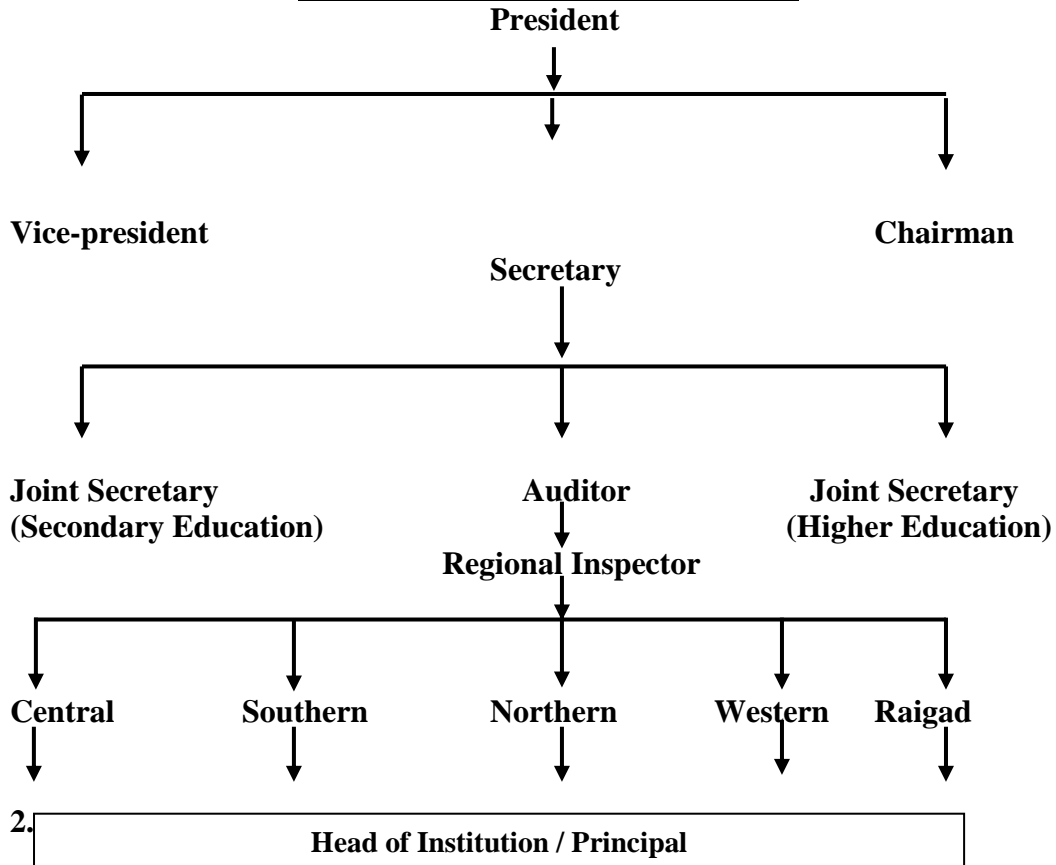 President
Vice-president Chairman
Secretary
Joint Secretary Auditor Joint Secretary
(Secondary Education) (Higher Education)
Regional Inspector
Central Southern Northern Western Raigad
2.
Head of Institution / Principal